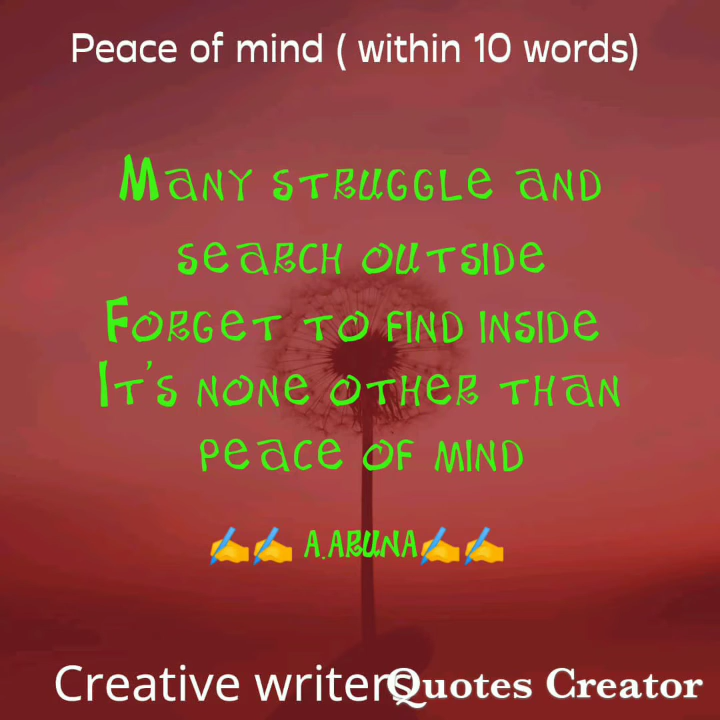 Peace of mind ( within 10 words)
Many struggle and
search outside
Forget to find inside
It's none other than
peace of mind
✍️✍️ A.ARUNA✍️✍️
Creative writers Quotes Creator